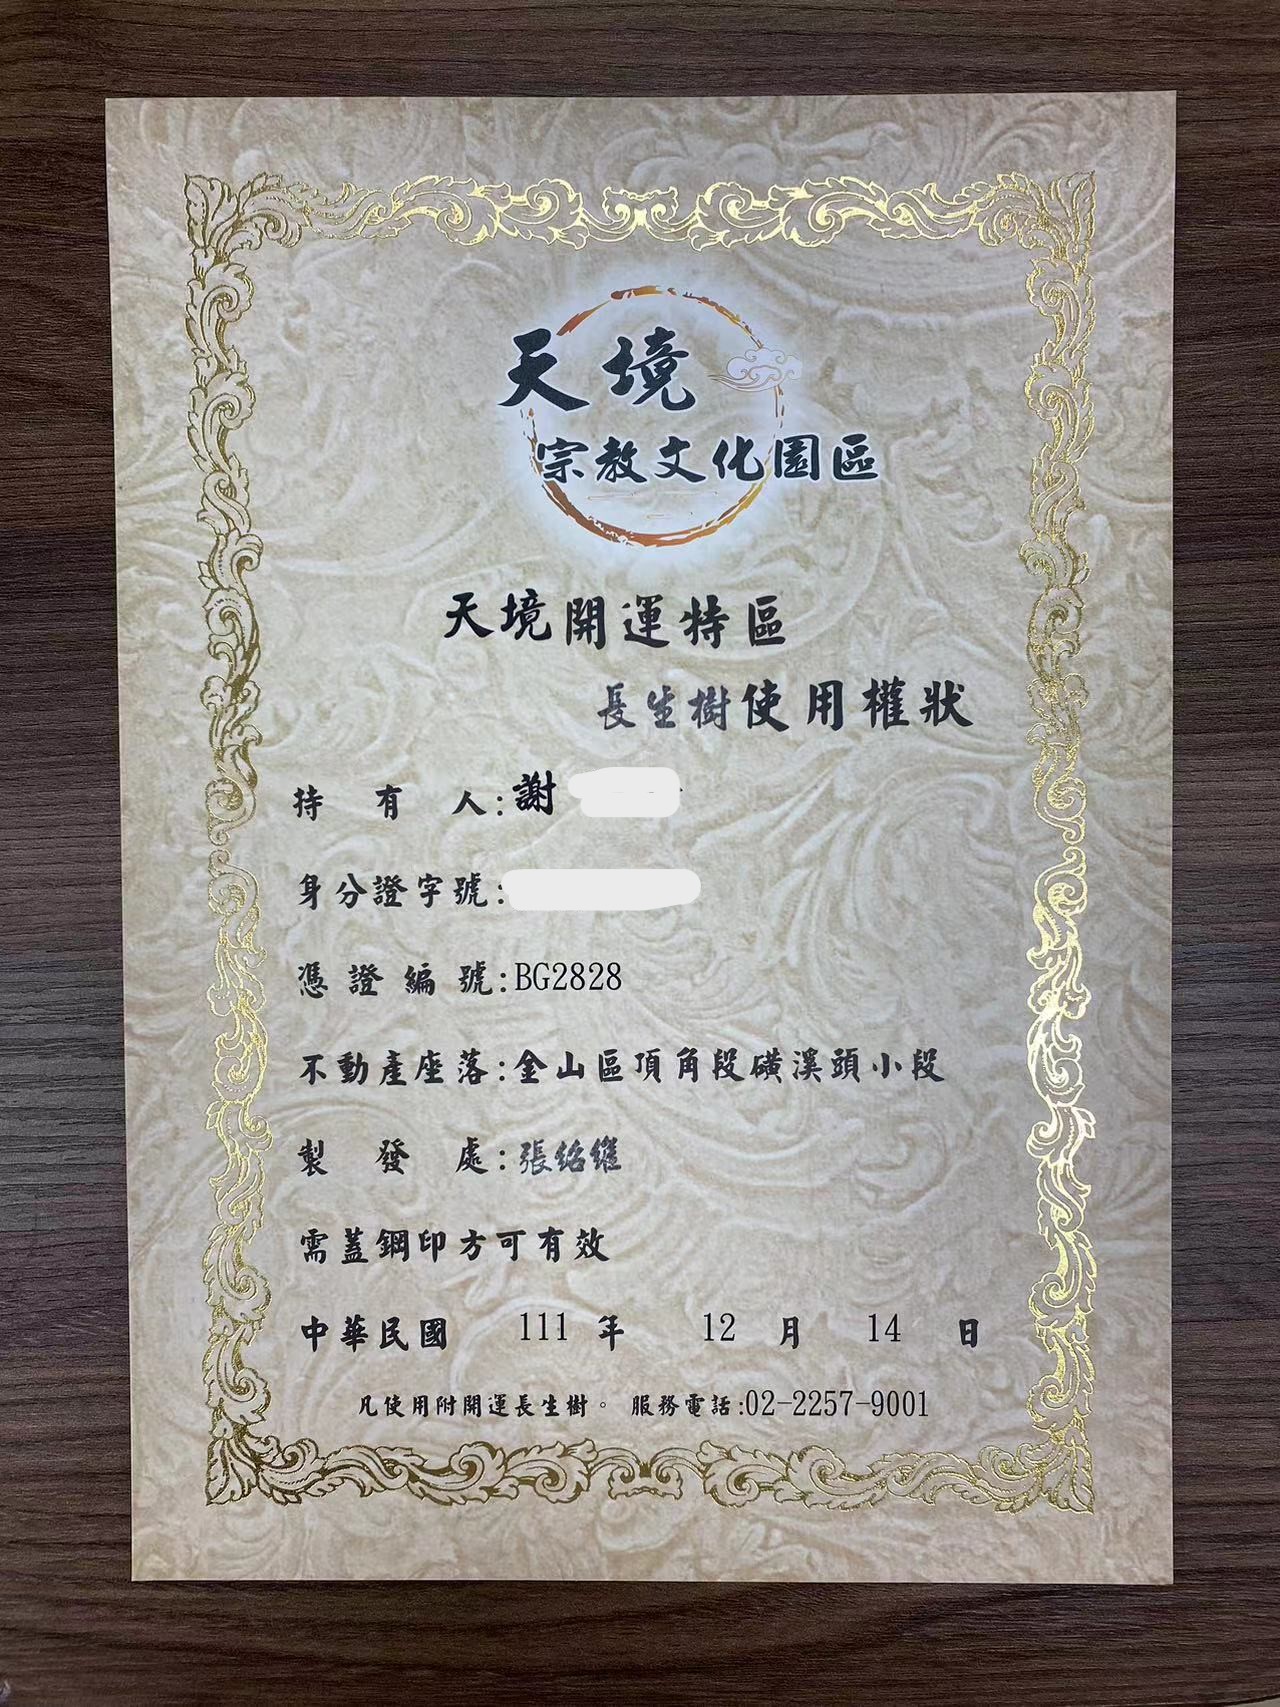 天境
宗教文化園區
天境開運特區
長生樹使用權狀
持有人:謝
身分證字號:
憑證編號:BG2828
不動產座落:金山區頂角段磺溪頭小段
製發處:張紹繼
需蓋鋼印方可有效
中華民國 111 年 12 月 14 日
凡使用附開運長生樹。 服務電話:02-2257-9001